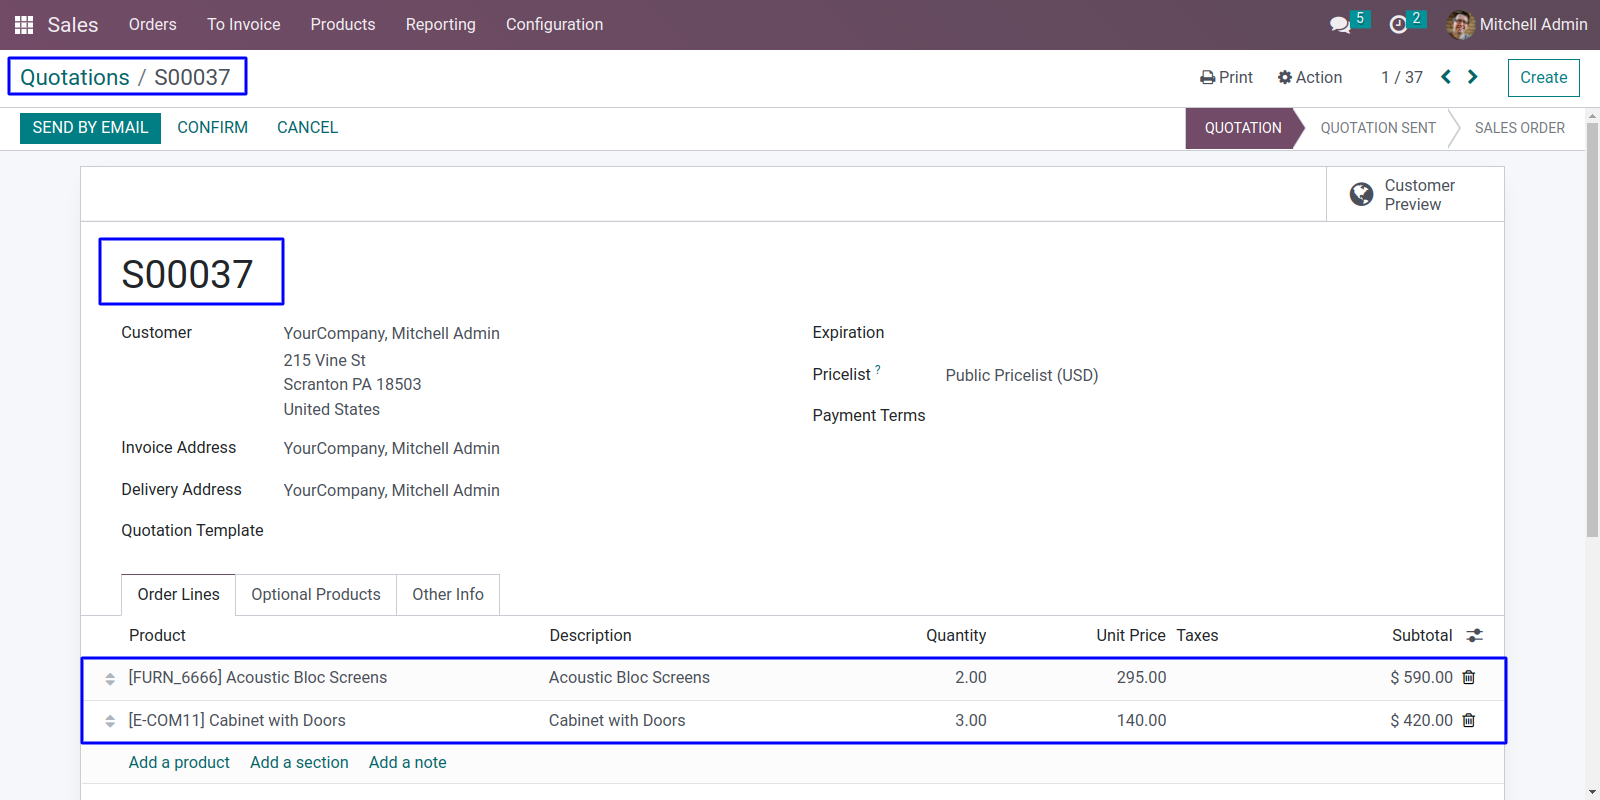 Sales Orders To Invoice Products Reporting Configuration 5 2 Mitchell Admin
Quotations / S00037 Print Action 1 / 37 Create
SEND BY EMAIL CONFIRM CANCEL QUOTATION QUOTATION SENT SALES ORDER
Customer
Preview
S00037
Customer YourCompany, Mitchell Admin
215 Vine St
Scranton PA 18503
United States
Invoice Address YourCompany, Mitchell Admin
Delivery Address YourCompany, Mitchell Admin
Quotation Template
Expiration
Pricelist ? Public Pricelist (USD)
Payment Terms
Order Lines Optional Products Other Info
Product Description Quantity Unit Price Taxes Subtotal
[FURN_6666] Acoustic Bloc Screens Acoustic Bloc Screens 2.00 295.00 $ 590.00
[E-COM11] Cabinet with Doors Cabinet with Doors 3.00 140.00 $ 420.00
Add a product Add a section Add a note